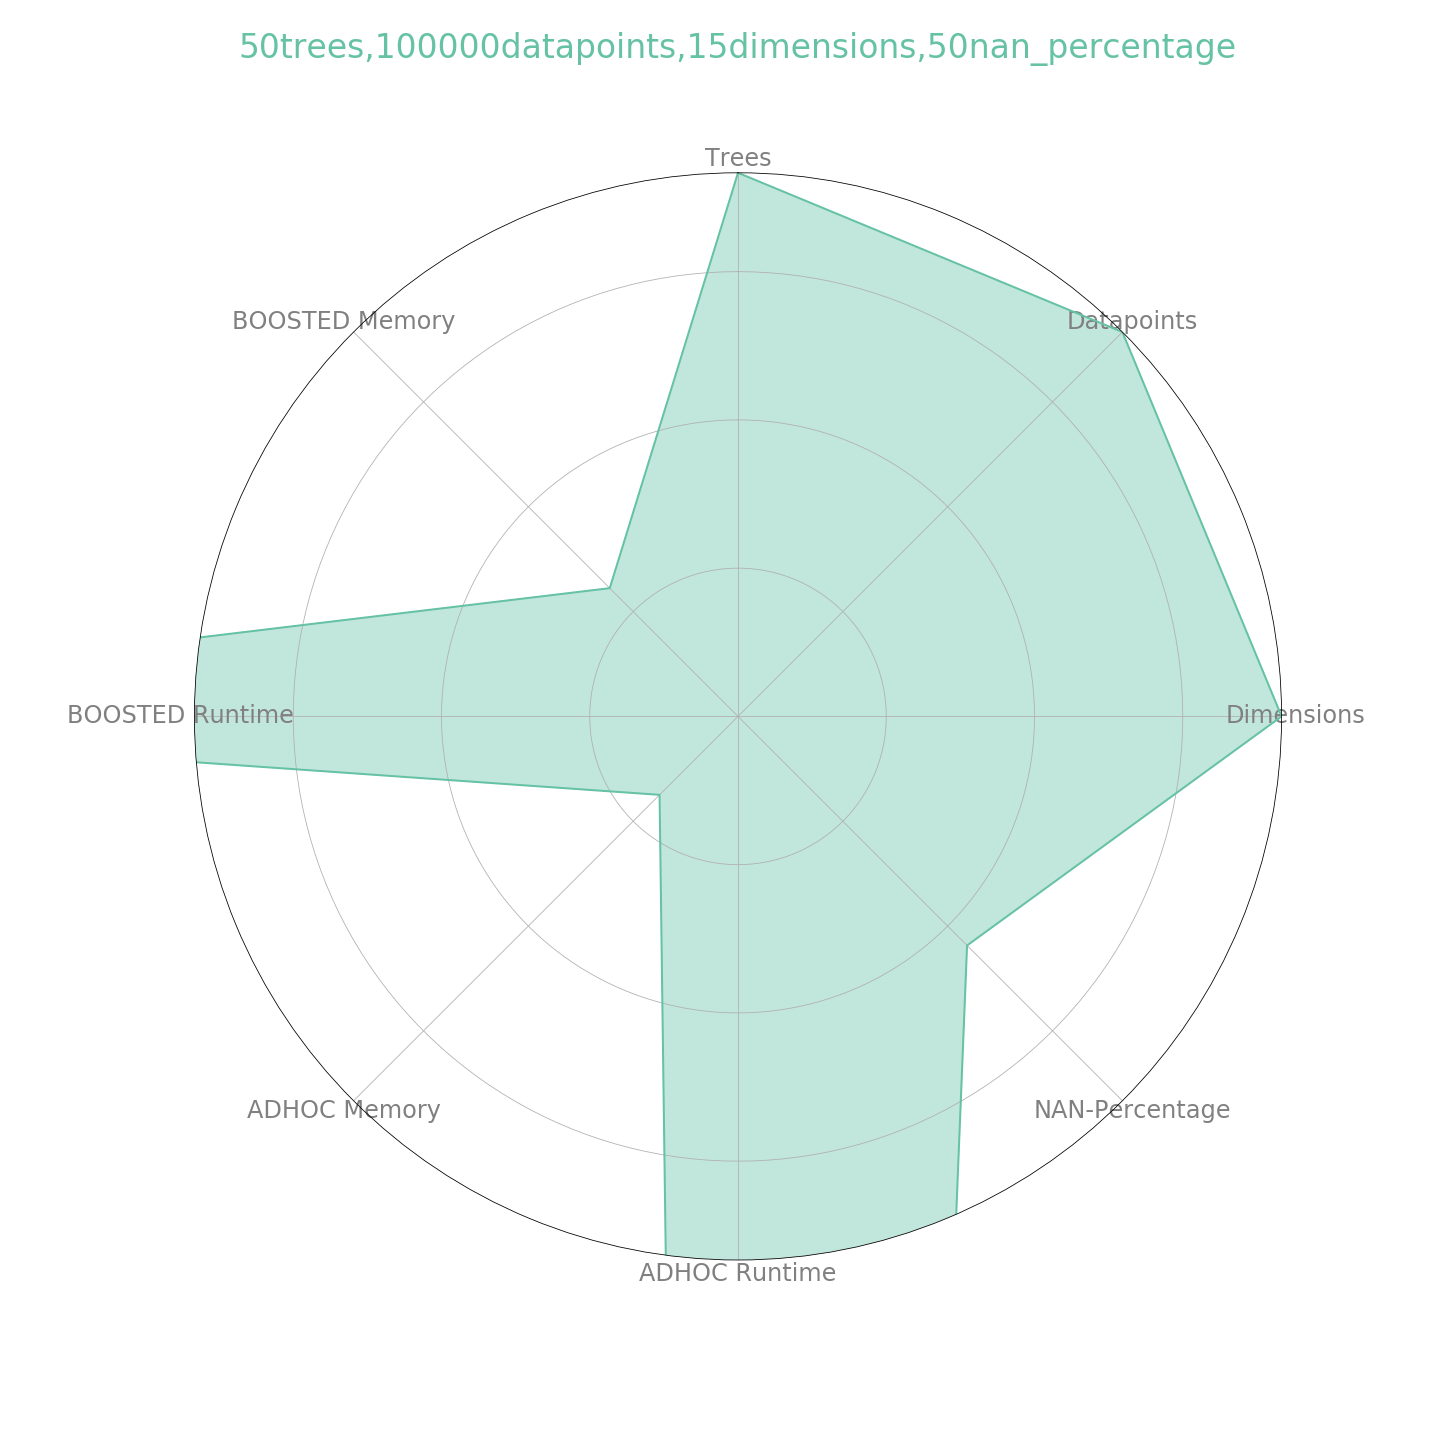 50trees,100000datapoints,15dimensions,50nan_percentage
Trees
BOOSTED Memory
Datapoints
BOOSTED Runtime
Dimensions
ADHOC Memory
NAN-Percentage
ADHOC Runtime